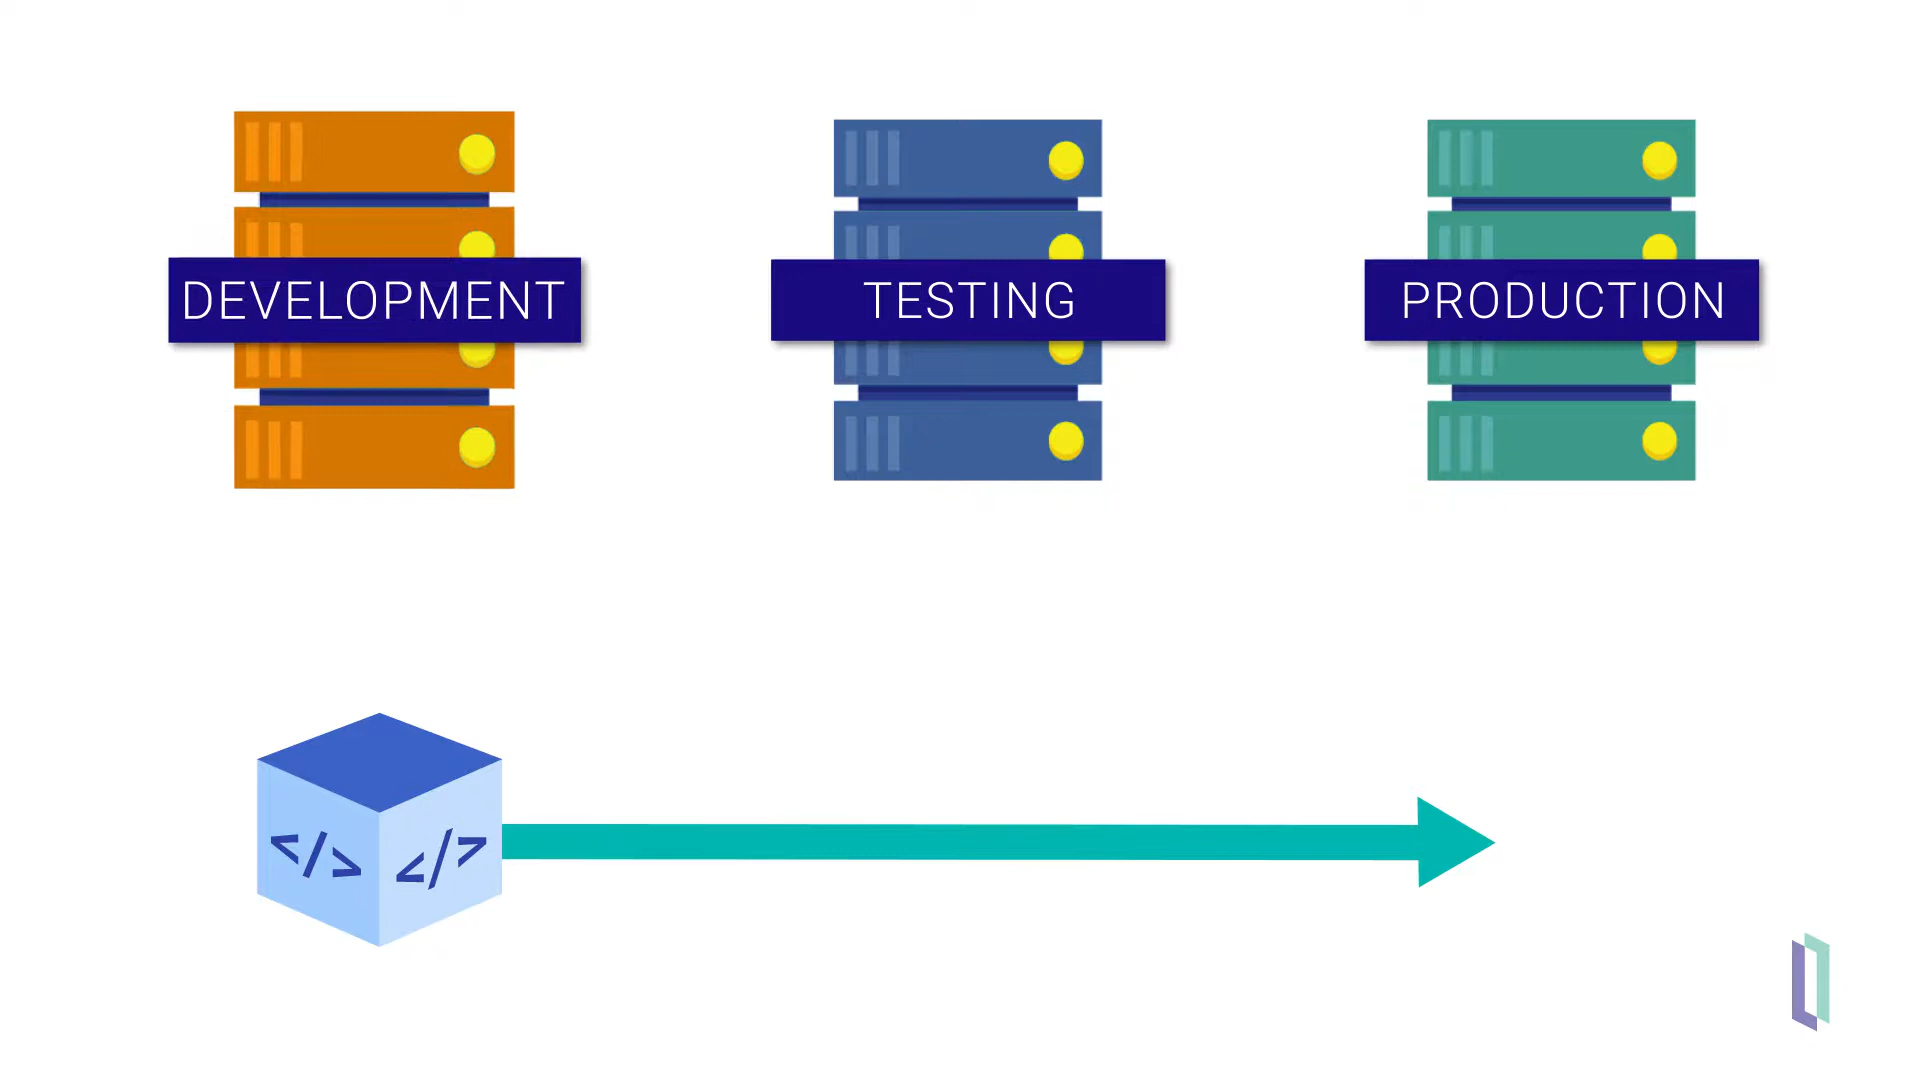 DEVELOPMENT
TESTING
PRODUCTION
</> </>